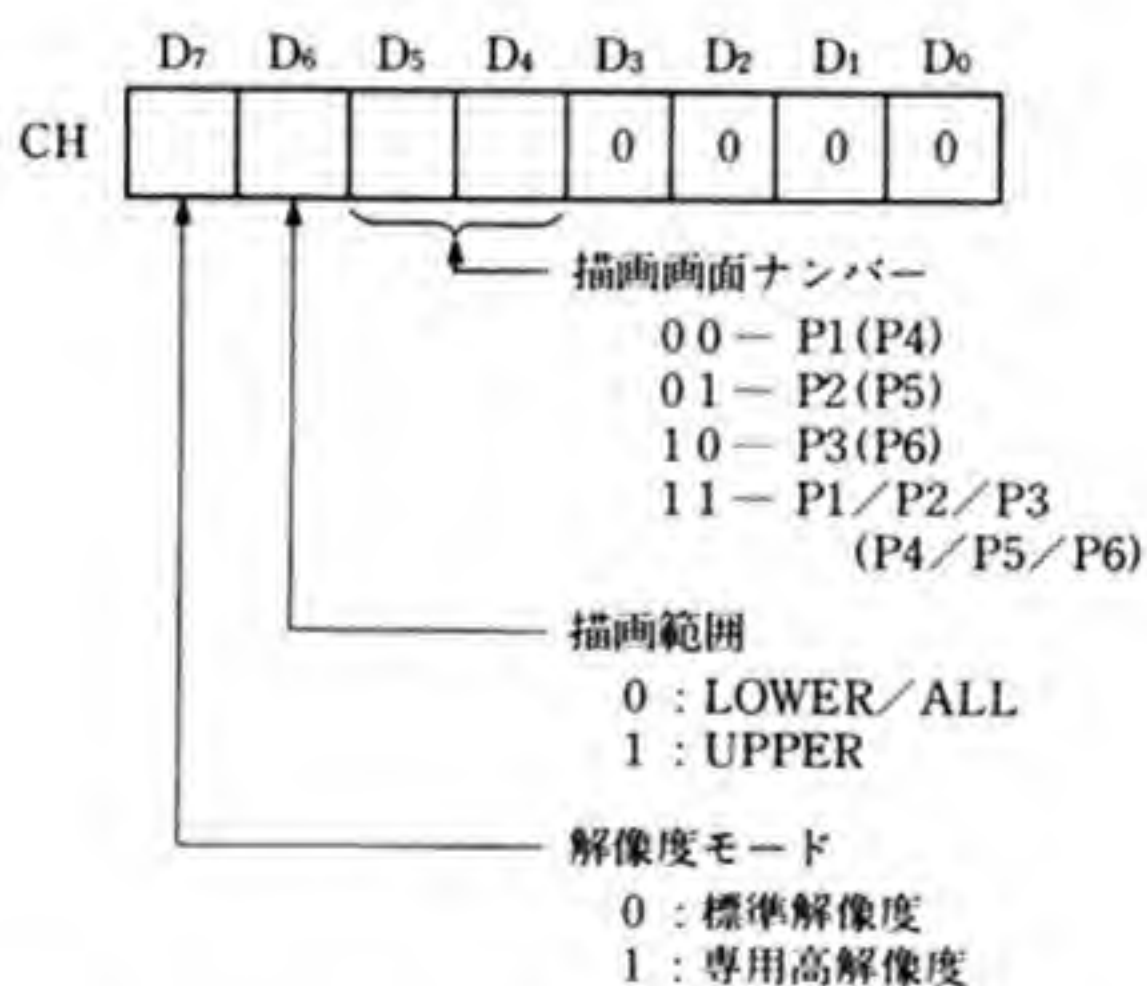 D7 D6 D5 D4 D3 D2 D1 D0
CH 0 0 0 0
描画画面ナンバー
00－ P1(P4)
01－ P2(P5)
10－ P3(P6)
11－ P1／P2／P3
(P4／P5／P6)
描画範囲
0：LOWER／ALL
1：UPPER
解像度モード
0：標準解像度
1：専用高解像度